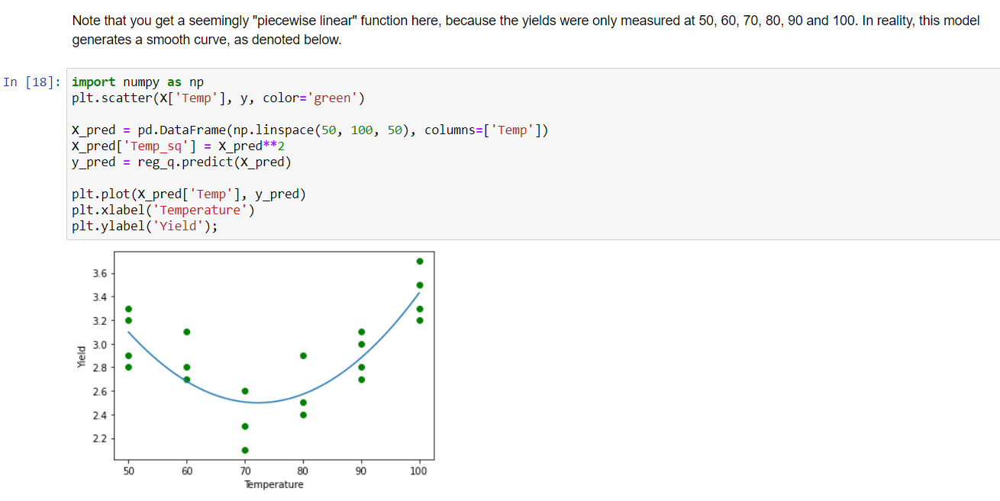 Note that you get a seemingly "piecewise linear" function here, because the yields were only measured at 50, 60, 70, 80, 90 and 100. In reality, this model
generates a smooth curve, as denoted below.
In [18]:
import numpy as np
plt.scatter(X['Temp'], y, color='green')
X_pred = pd.DataFrame(np.linspace(50, 100, 50), columns=['Temp'])
X_pred['Temp_sq'] = X_pred**2
y_pred = reg_q.predict(X_pred)
plt.plot(X_pred['Temp'], y_pred)
plt.xlabel('Temperature')
plt.ylabel('Yield');
3.6
3.4
3.2
3.0
2.8
2.6
2.4
2.2
Yield
50 60 70 80 90 100
Temperature